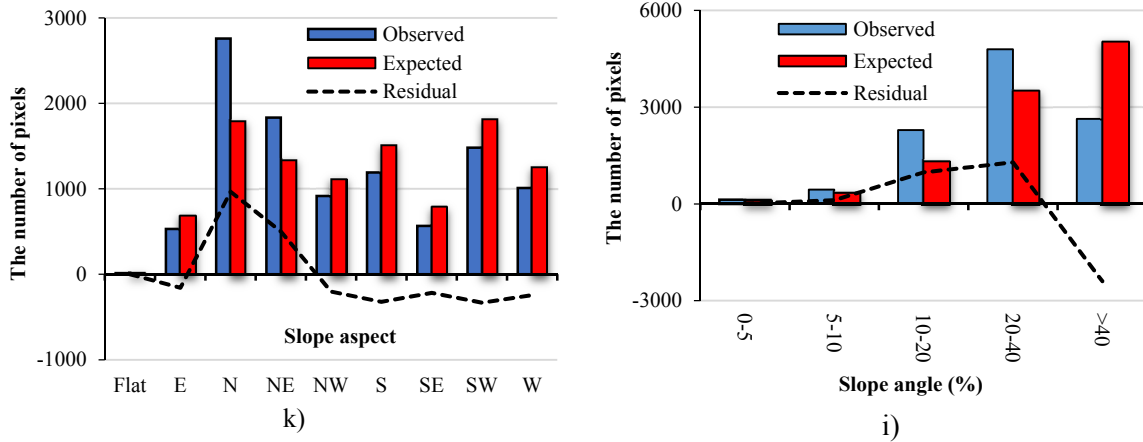 The number of pixels
3000
2000
1000
0
-1000
Observed
Expected
Residual
Slope aspect
Flat E N NE NW S SE SW W
k)
The number of pixels
6000
3000
0
-3000
Observed
Expected
Residual
0-5 5-10 10-20 20-40 >40
Slope angle (%)
i)